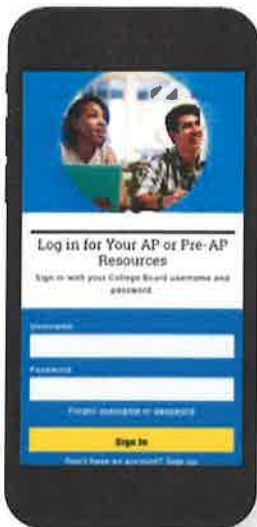 Log in for Your AP or Pre-AP
Resources
Sign in with your College Board username and
password
Username
Password
Forgot username or password
Sign In
Don't have an account? Sign up